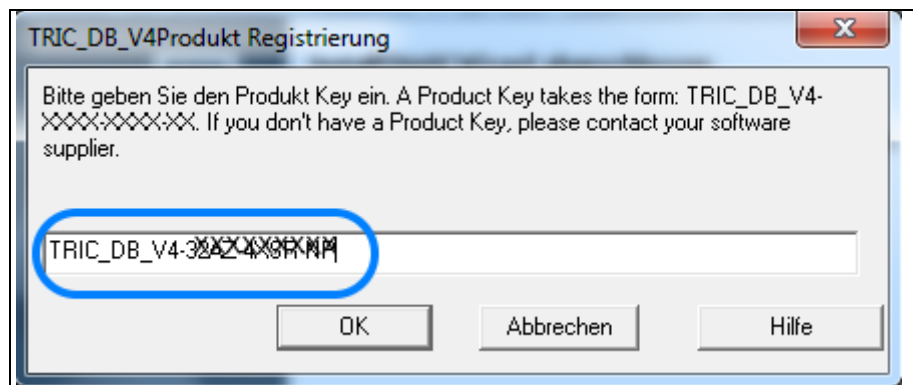 TRIC_DB_V4Produkt Registrierung
Bitte geben Sie den Produkt Key ein. A Product Key takes the form: TRIC_DB_V4-
XXXX-XXXX-XX. If you don't have a Product Key, please contact your software
supplier.
TRIC_DB_V4-
OK Abbrechen Hilfe